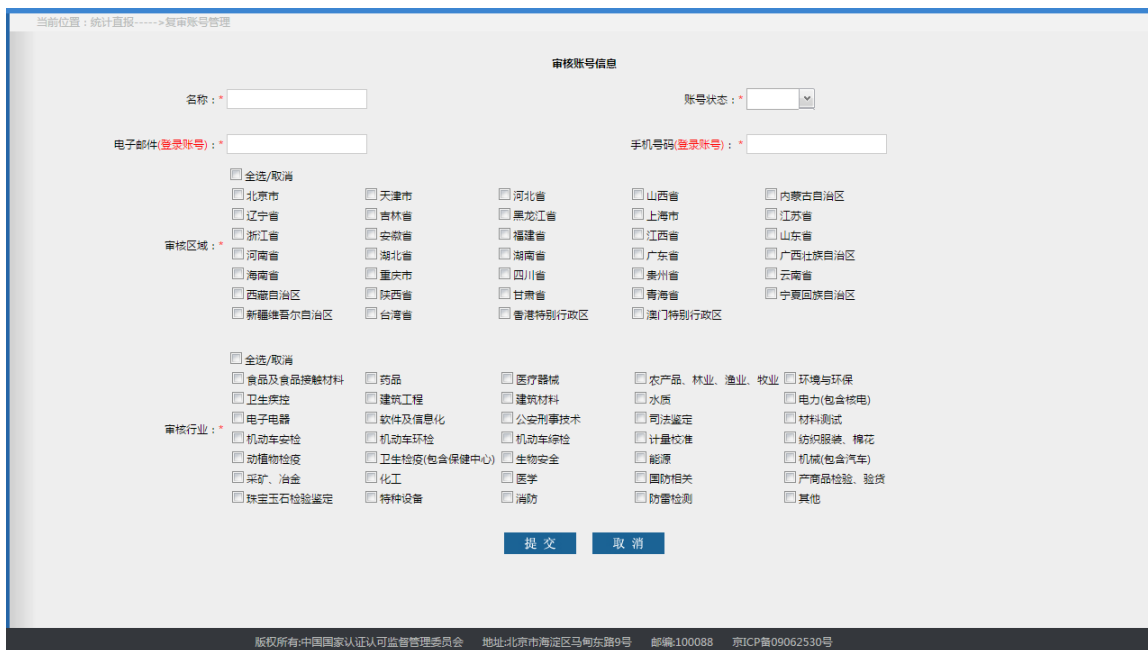 当前位置：统计直报----->复审账号管理
审核账号信息
名称：* 账号状态：*
电子邮件(登录账号)：* 手机号码(登录账号)：*
全选/取消
北京市 天津市 河北省 山西省 内蒙古自治区
辽宁省 吉林省 黑龙江省 上海市 江苏省
浙江省 安徽省 福建省 江西省 山东省
审核区域：*
河南省 湖北省 湖南省 广东省 广西壮族自治区
海南省 重庆市 四川省 贵州省 云南省
西藏自治区 陕西省 甘肃省 青海省 宁夏回族自治区
新疆维吾尔自治区 台湾省 香港特别行政区 澳门特别行政区
全选/取消
食品及食品接触材料 药品 医疗器械 农产品、林业、渔业、牧业 环境与环保
卫生疾控 建筑工程 建筑材料 水质 电力(包含核电)
电子电器 软件及信息化 公安刑事技术 司法鉴定 材料测试
审核行业：*
机动车安检 机动车环检 机动车综检 计量校准 纺织服装、棉花
动植物检疫 卫生检疫(包含保健中心) 生物安全 能源 机械(包含汽车)
采矿、冶金 化工 医学 国防相关 产商品检验、验货
珠宝玉石检验鉴定 特种设备 消防 防雷检测 其他
提 交 取 消
版权所有:中国国家认证认可监督管理委员会 地址:北京市海淀区马甸东路9号 邮编:100088 京ICP备09062530号